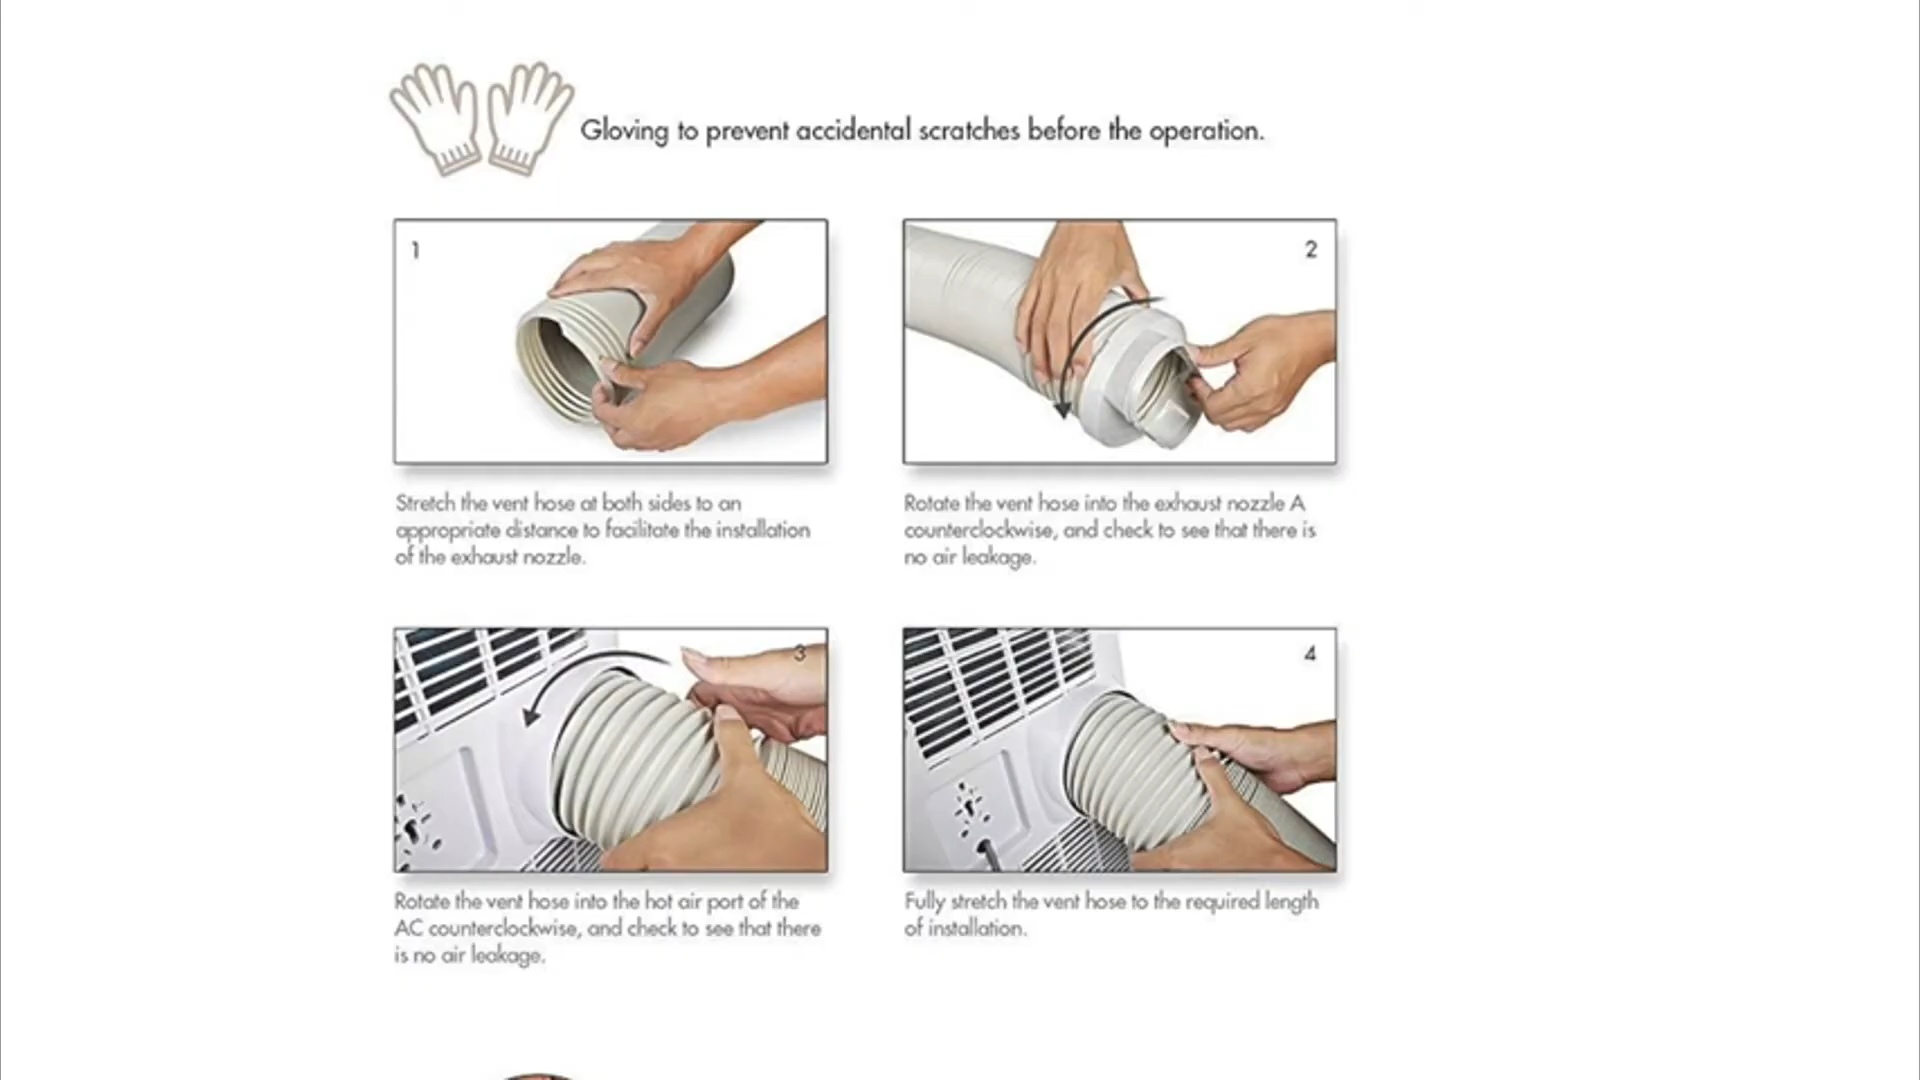 Gloving to prevent accidental scratches before the operation.
1
2
Stretch the vent hose at both sides to an
appropriate distance to facilitate the installation
of the exhaust nozzle.
Rotate the vent hose into the exhaust nozzle A
counterclockwise, and check to see that there is
no air leakage.
3
4
Rotate the vent hose into the hot air port of the
AC counterclockwise, and check to see that there
is no air leakage.
Fully stretch the vent hose to the required length
of installation.